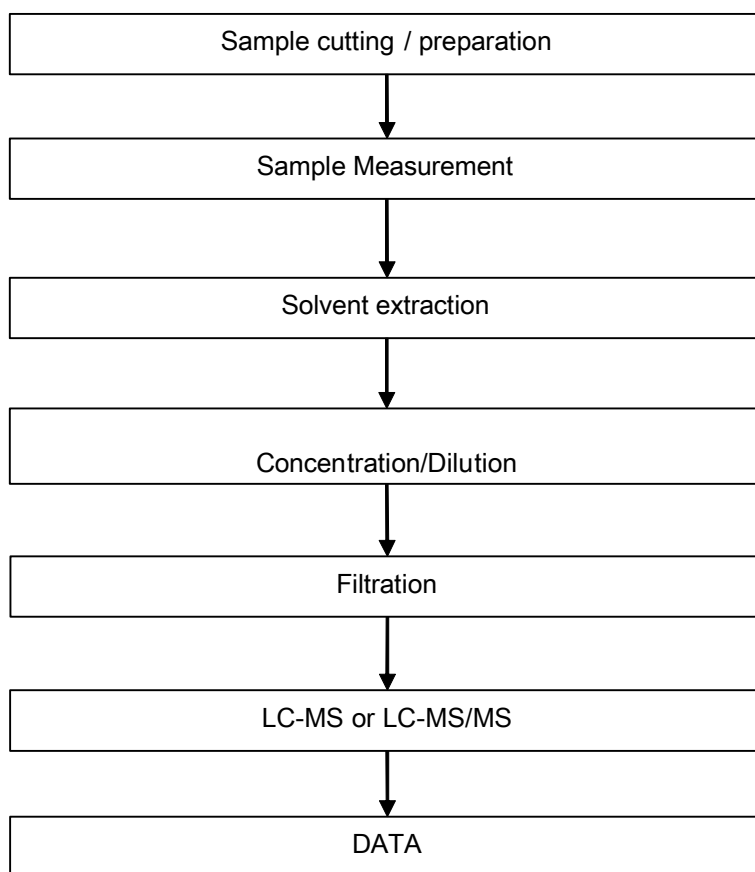 Sample cutting / preparation
Sample Measurement
Solvent extraction
Concentration/Dilution
Filtration
LC-MS or LC-MS/MS
DATA